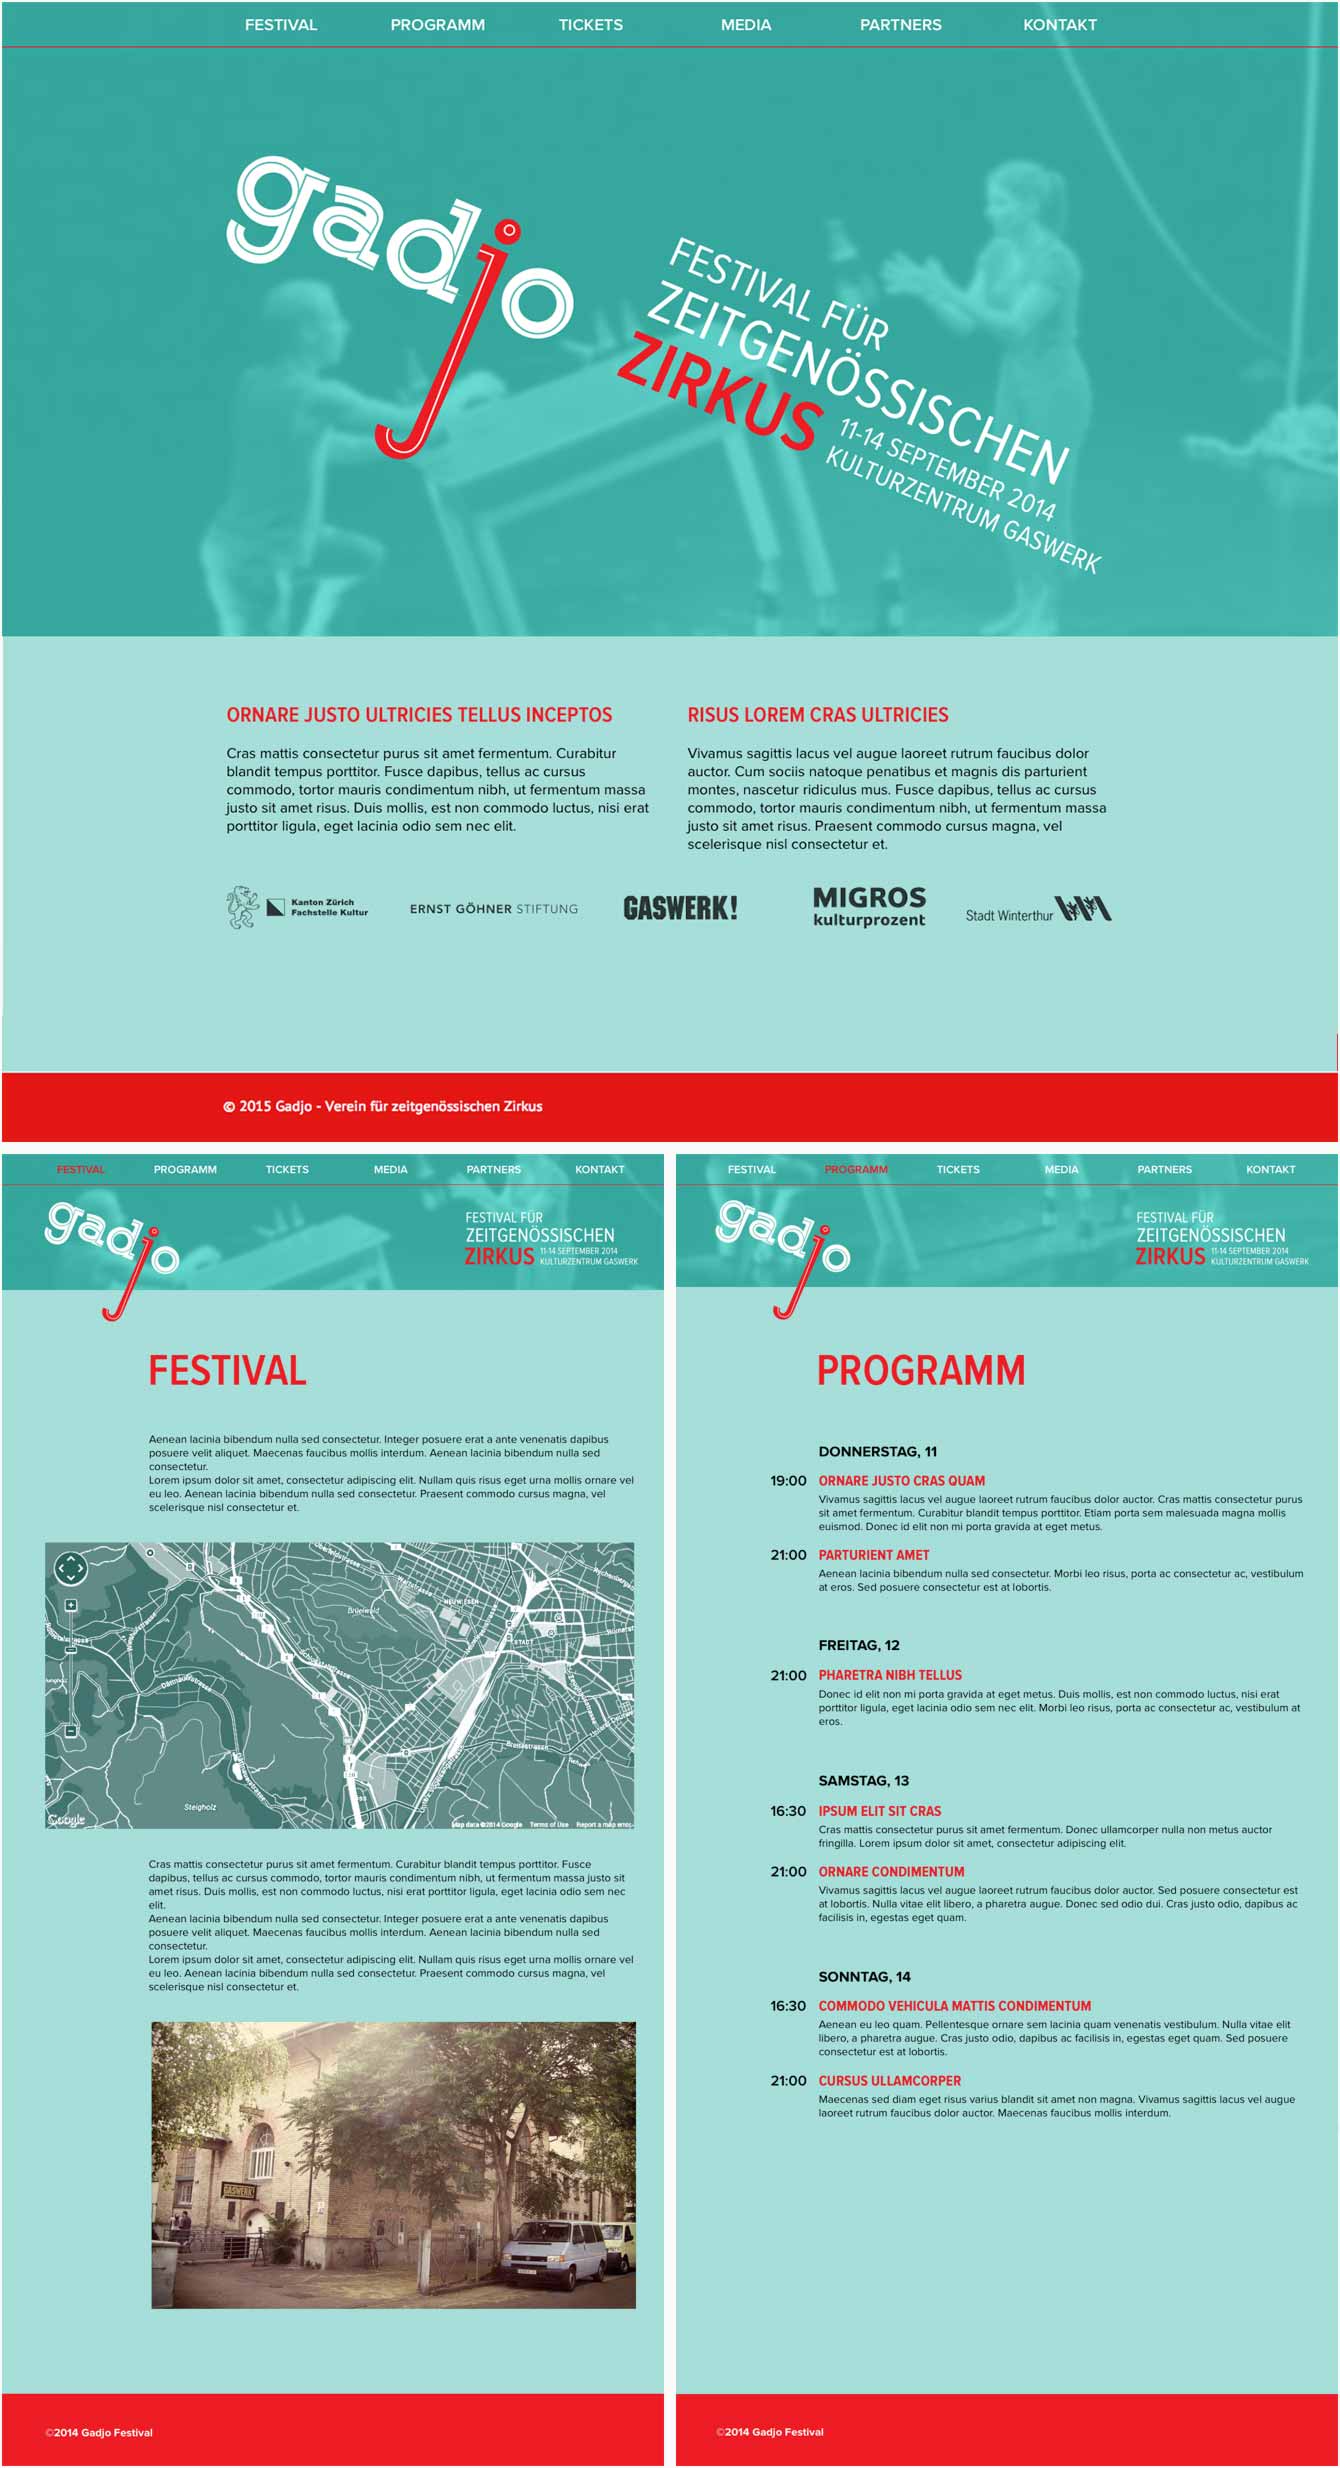 FESTIVAL PROGRAMM TICKETS MEDIA PARTNERS KONTAKT
gadjo
FESTIVAL FÜR
ZEITGENÖSSISCHEN
ZIRKUS
11-14 SEPTEMBER 2014
KULTURZENTRUM GASWERK
ORNARE JUSTO ULTRICIES TELLUS INCEPTOS
Cras mattis consectetur purus sit amet fermentum. Curabitur
blandit tempus porttitor. Fusce dapibus, tellus ac cursus
commodo, tortor mauris condimentum nibh, ut fermentum massa
justo sit amet risus. Duis mollis, est non commodo luctus, nisi erat
porttitor ligula, eget lacinia odio sem nec elit.
RISUS LOREM CRAS ULTRICIES
Vivamus sagittis lacus vel augue laoreet rutrum faucibus dolor
auctor. Cum sociis natoque penatibus et magnis dis parturient
montes, nascetur ridiculus mus. Fusce dapibus, tellus ac cursus
commodo, tortor mauris condimentum nibh, ut fermentum massa
justo sit amet risus. Praesent commodo cursus magna, vel
scelerisque nisl consectetur et.
Kanton Zürich
Fachstelle Kultur
ERNST GÖHNER STIFTUNG
GASWERK!
MIGROS
kulturprozent
Stadt Winterthur
© 2015 Gadjo - Verein für zeitgenössischen Zirkus
FESTIVAL PROGRAMM TICKETS MEDIA PARTNERS KONTAKT
gadjo
FESTIVAL FÜR
ZEITGENÖSSISCHEN
ZIRKUS 11-14 SEPTEMBER 2014
KULTURZENTRUM GASWERK
FESTIVAL
Aenean lacinia bibendum nulla sed consectetur. Integer posuere erat a ante venenatis dapibus
posuere velit aliquet. Maecenas faucibus mollis interdum. Aenean lacinia bibendum nulla sed
consectetur.
Lorem ipsum dolor sit amet, consectetur adipiscing elit. Nullam quis risus eget urna mollis ornare vel
eu leo. Aenean lacinia bibendum nulla sed consectetur. Praesent commodo cursus magna, vel
scelerisque nisl consectetur et.
Brüelwald
NEUWIESEN
STADT
Schlosstalstrasse
Dättnauerstrasse
Breitestrasse
Steigholz
Google
Map data ©2014 Google Terms of Use Report a map error
Cras mattis consectetur purus sit amet fermentum. Curabitur blandit tempus porttitor. Fusce
dapibus, tellus ac cursus commodo, tortor mauris condimentum nibh, ut fermentum massa justo sit
amet risus. Duis mollis, est non commodo luctus, nisi erat porttitor ligula, eget lacinia odio sem nec
elit.
Aenean lacinia bibendum nulla sed consectetur. Integer posuere erat a ante venenatis dapibus
posuere velit aliquet. Maecenas faucibus mollis interdum. Aenean lacinia bibendum nulla sed
consectetur.
Lorem ipsum dolor sit amet, consectetur adipiscing elit. Nullam quis risus eget urna mollis ornare vel
eu leo. Aenean lacinia bibendum nulla sed consectetur. Praesent commodo cursus magna, vel
scelerisque nisl consectetur et.
GASWERK!
©2014 Gadjo Festival
FESTIVAL PROGRAMM TICKETS MEDIA PARTNERS KONTAKT
gadjo
FESTIVAL FÜR
ZEITGENÖSSISCHEN
ZIRKUS 11-14 SEPTEMBER 2014
KULTURZENTRUM GASWERK
PROGRAMM
DONNERSTAG, 11
19:00 ORNARE JUSTO CRAS QUAM
Vivamus sagittis lacus vel augue laoreet rutrum faucibus dolor auctor. Cras mattis consectetur purus
sit amet fermentum. Curabitur blandit tempus porttitor. Etiam porta sem malesuada magna mollis
euismod. Donec id elit non mi porta gravida at eget metus.
21:00 PARTURIENT AMET
Aenean lacinia bibendum nulla sed consectetur. Morbi leo risus, porta ac consectetur ac, vestibulum
at eros. Sed posuere consectetur est at lobortis.
FREITAG, 12
21:00 PHARETRA NIBH TELLUS
Donec id elit non mi porta gravida at eget metus. Duis mollis, est non commodo luctus, nisi erat
porttitor ligula, eget lacinia odio sem nec elit. Morbi leo risus, porta ac consectetur ac, vestibulum at
eros.
SAMSTAG, 13
16:30 IPSUM ELIT SIT CRAS
Cras mattis consectetur purus sit amet fermentum. Donec ullamcorper nulla non metus auctor
fringilla. Lorem ipsum dolor sit amet, consectetur adipiscing elit.
21:00 ORNARE CONDIMENTUM
Vivamus sagittis lacus vel augue laoreet rutrum faucibus dolor auctor. Sed posuere consectetur est
at lobortis. Nulla vitae elit libero, a pharetra augue. Donec sed odio dui. Cras justo odio, dapibus ac
facilisis in, egestas eget quam.
SONNTAG, 14
16:30 COMMODO VEHICULA MATTIS CONDIMENTUM
Aenean eu leo quam. Pellentesque ornare sem lacinia quam venenatis vestibulum. Nulla vitae elit
libero, a pharetra augue. Cras justo odio, dapibus ac facilisis in, egestas eget quam. Sed posuere
consectetur est at lobortis.
21:00 CURSUS ULLAMCORPER
Maecenas sed diam eget risus varius blandit sit amet non magna. Vivamus sagittis lacus vel augue
laoreet rutrum faucibus dolor auctor. Maecenas faucibus mollis interdum.
©2014 Gadjo Festival